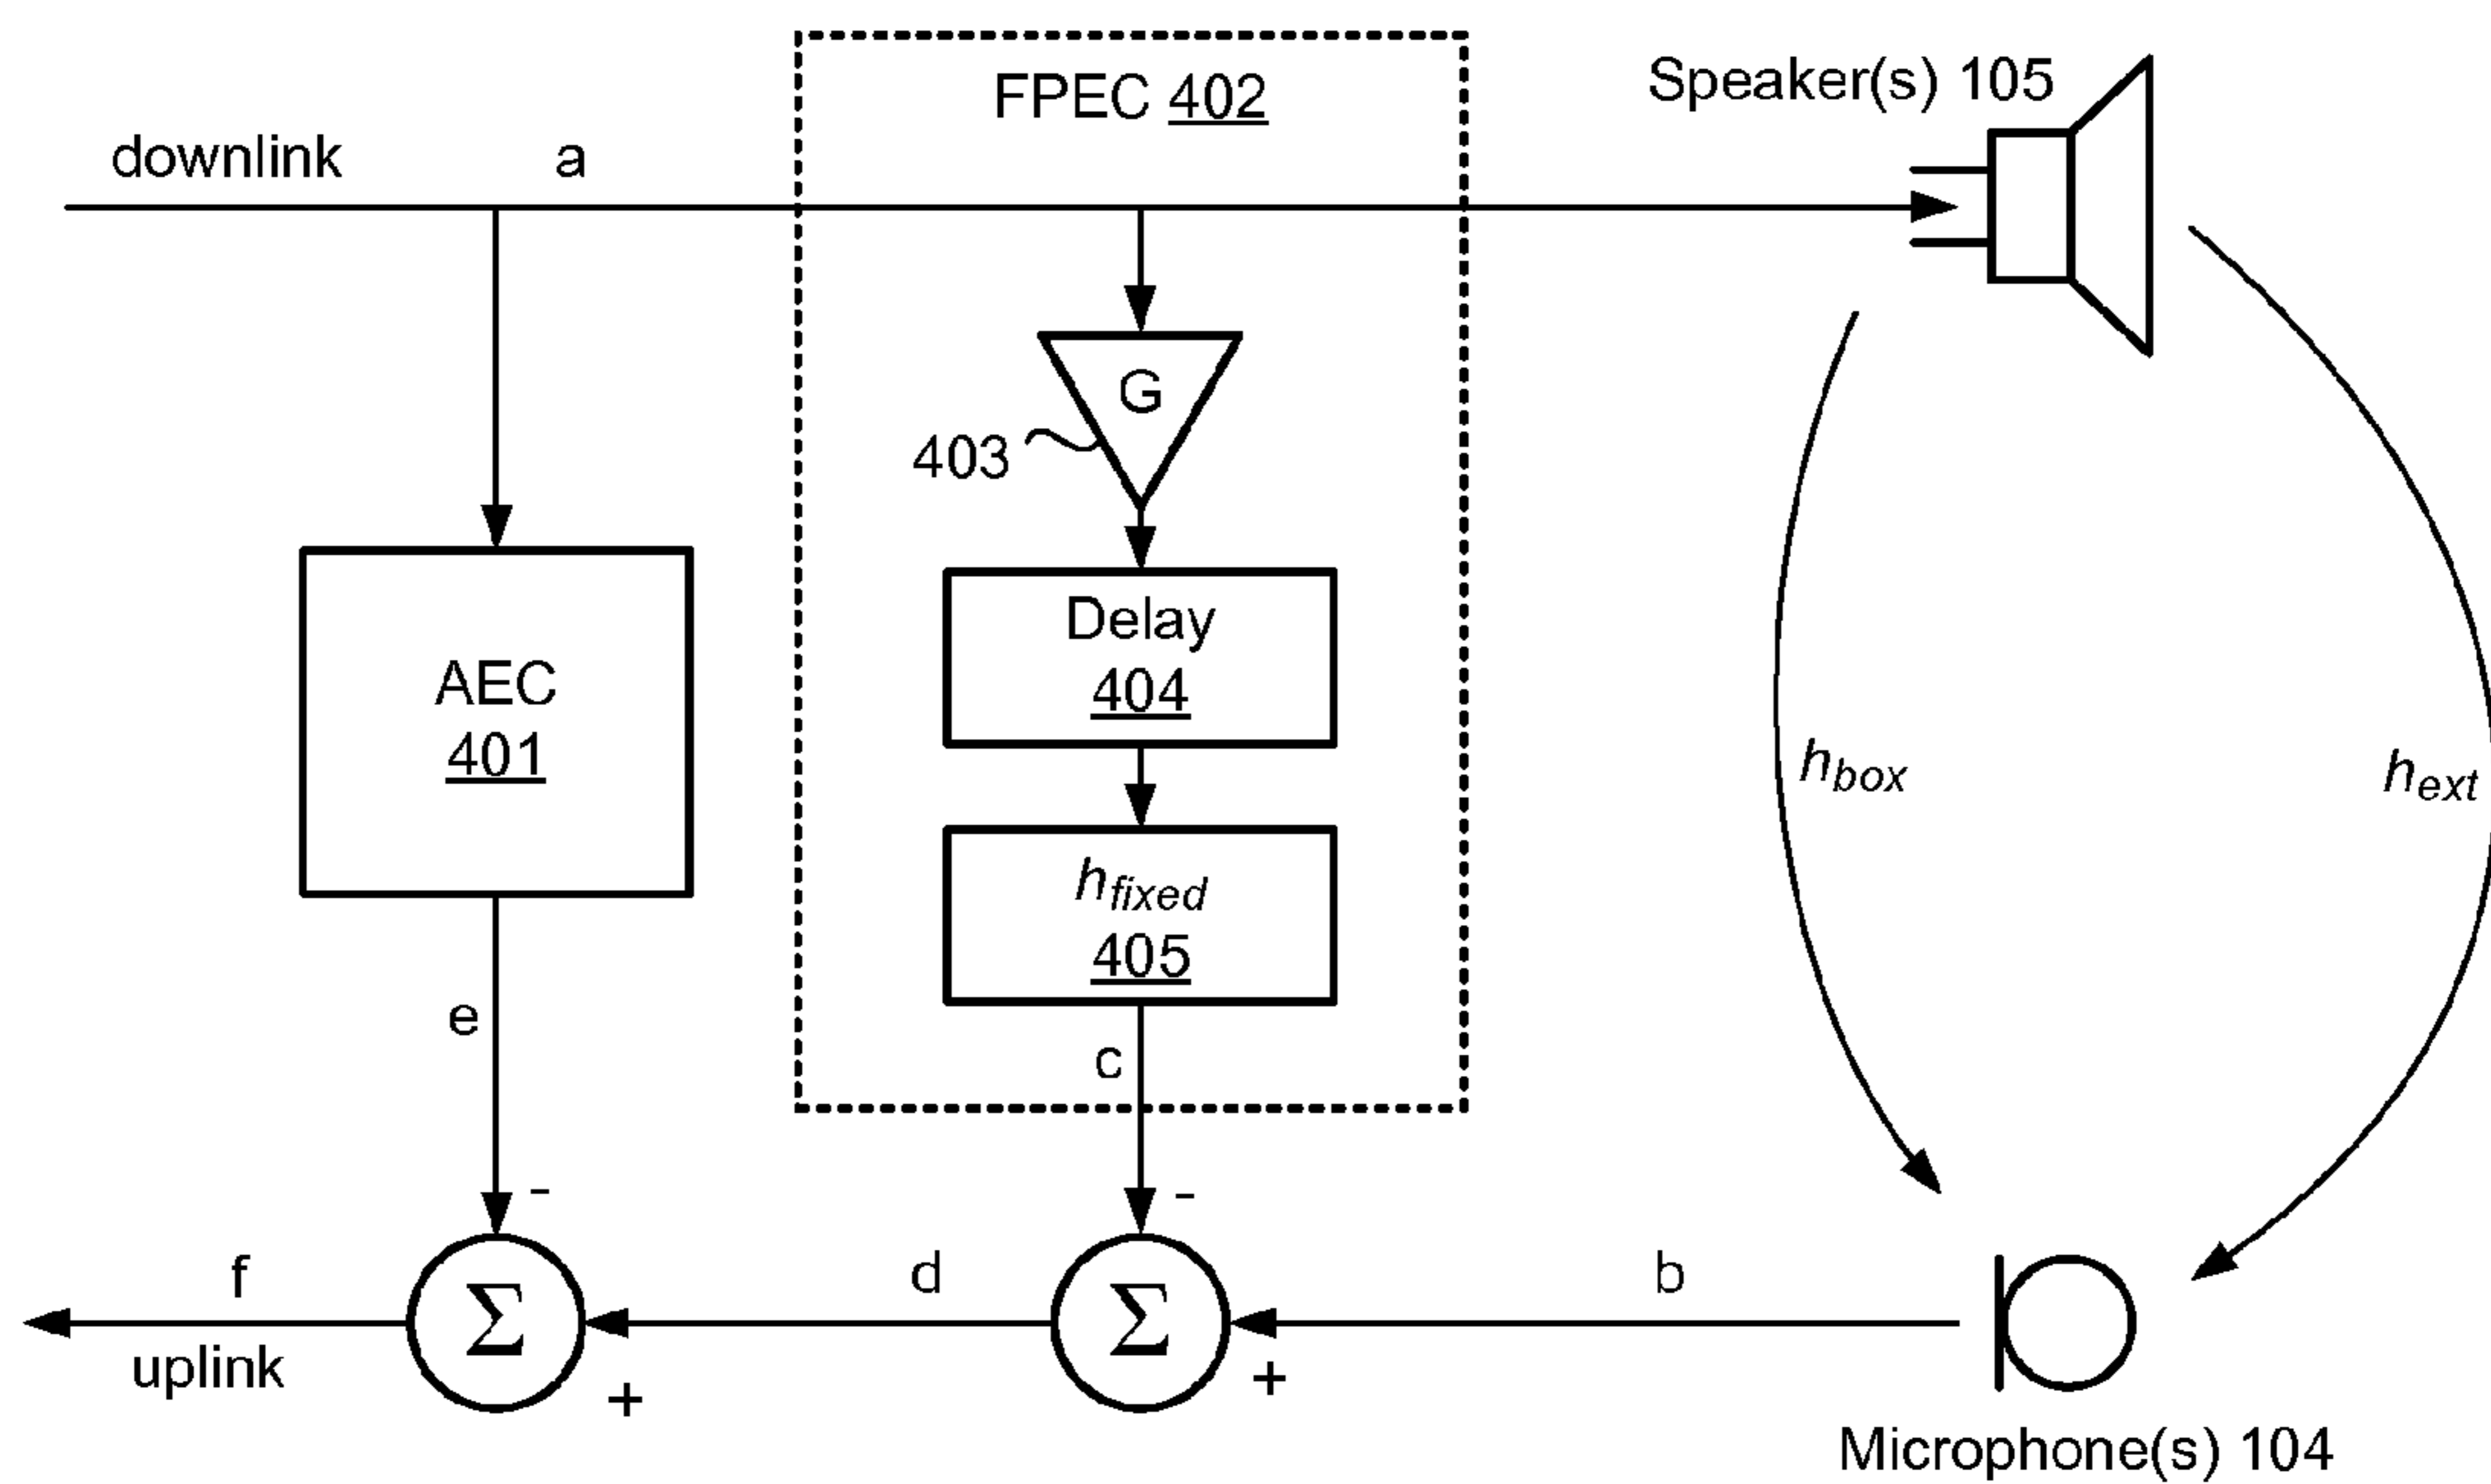 FPEC 402
Speaker(s) 105
downlink
a
G
403
Delay
404
AEC
401
h_box
h_ext
h_fixed
405
e
c
-
-
f
d
b
Σ
Σ
uplink
+
+
Microphone(s) 104